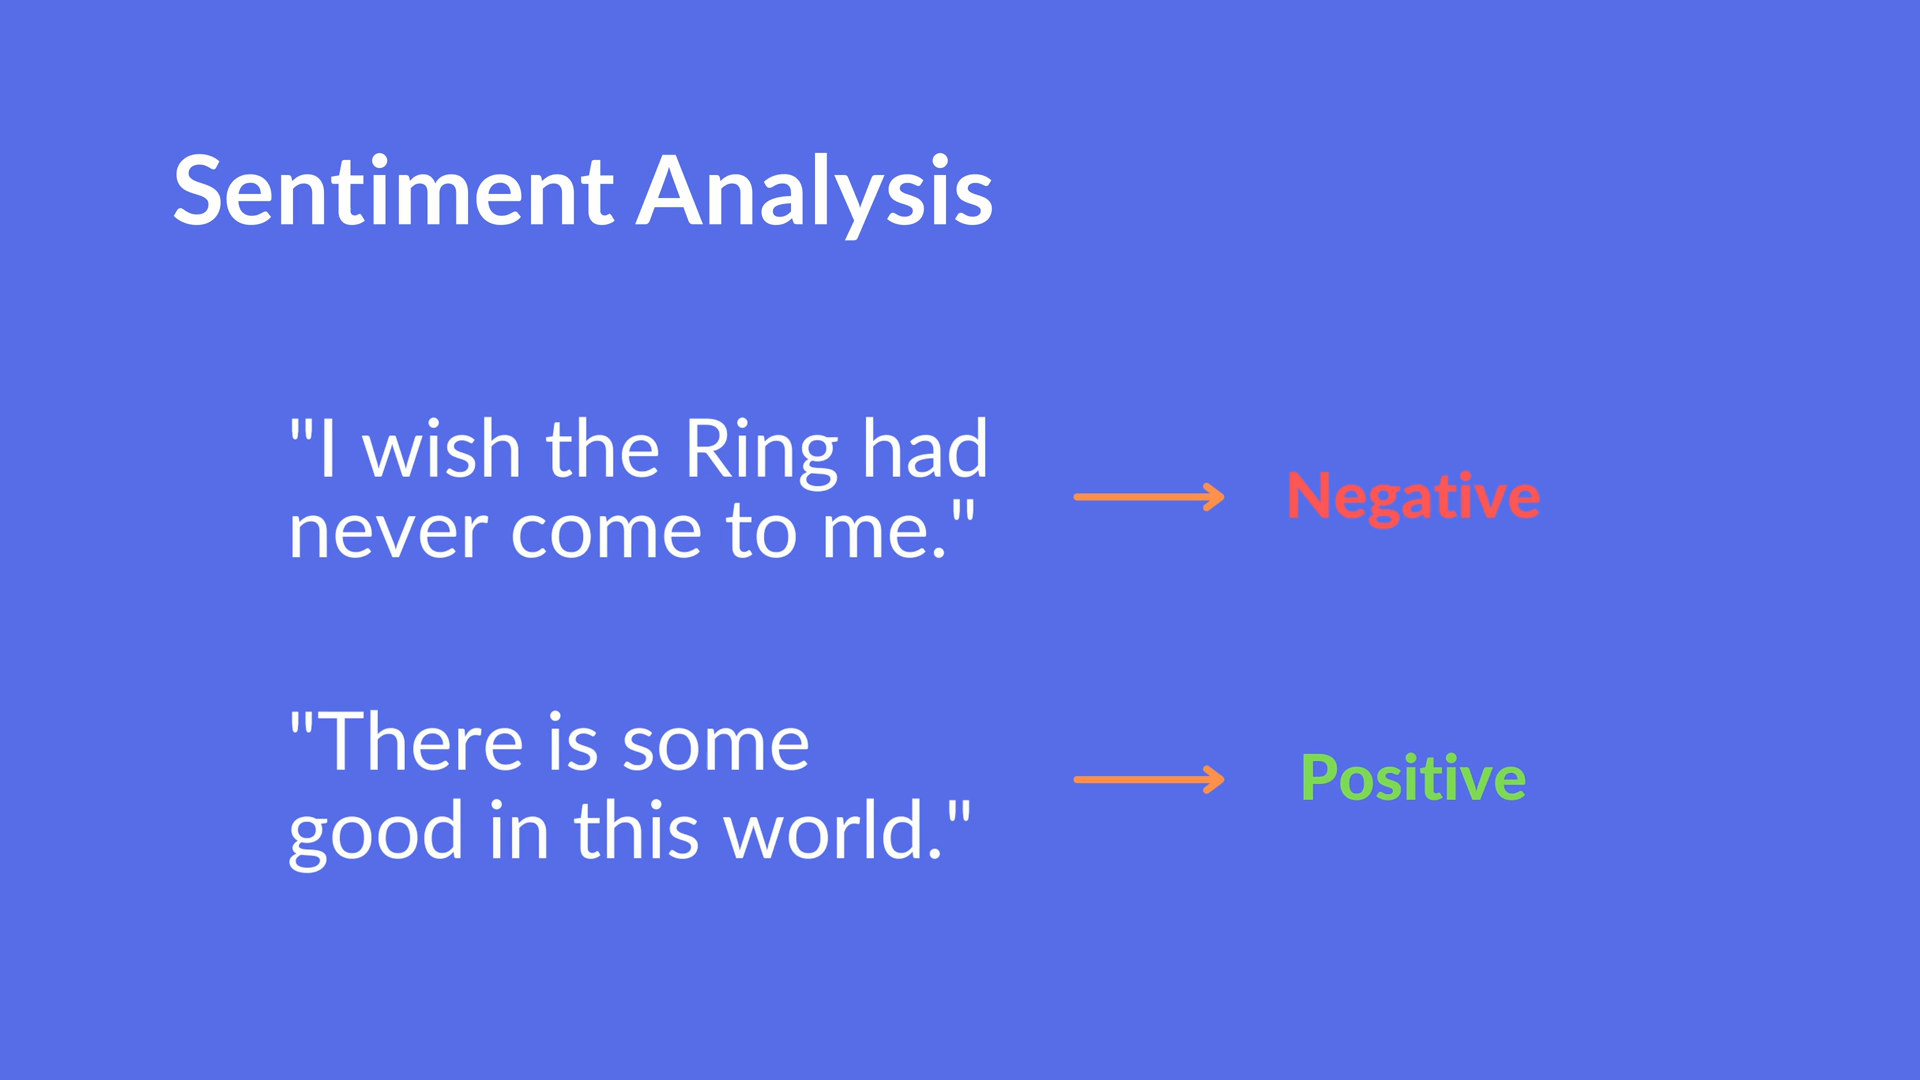 Sentiment Analysis
"I wish the Ring had
never come to me."
Negative
"There is some
good in this world."
Positive